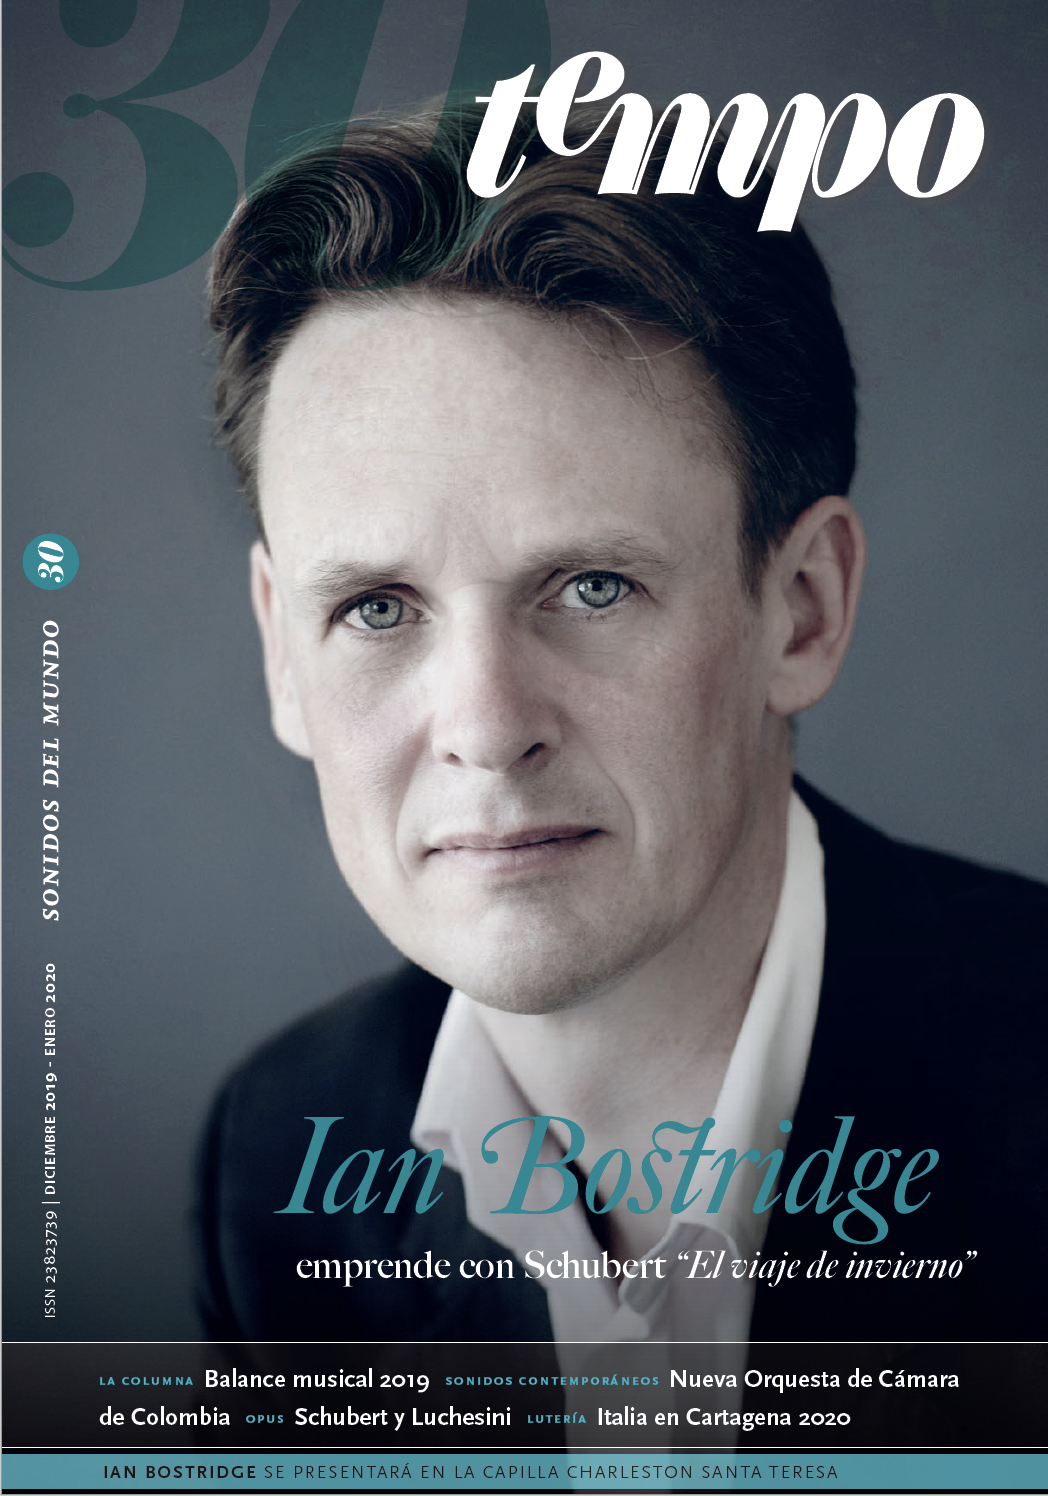 30
tempo
30
SONIDOS DEL MUNDO
ISSN 23823739 | DICIEMBRE 2019 - ENERO 2020
Ian Bostridge
emprende con Schubert “El viaje de invierno”
LA COLUMNA Balance musical 2019 SONIDOS CONTEMPORÁNEOS Nueva Orquesta de Cámara
de Colombia OPUS Schubert y Luchesini LUTERÍA Italia en Cartagena 2020
IAN BOSTRIDGE SE PRESENTARÁ EN LA CAPILLA CHARLESTON SANTA TERESA